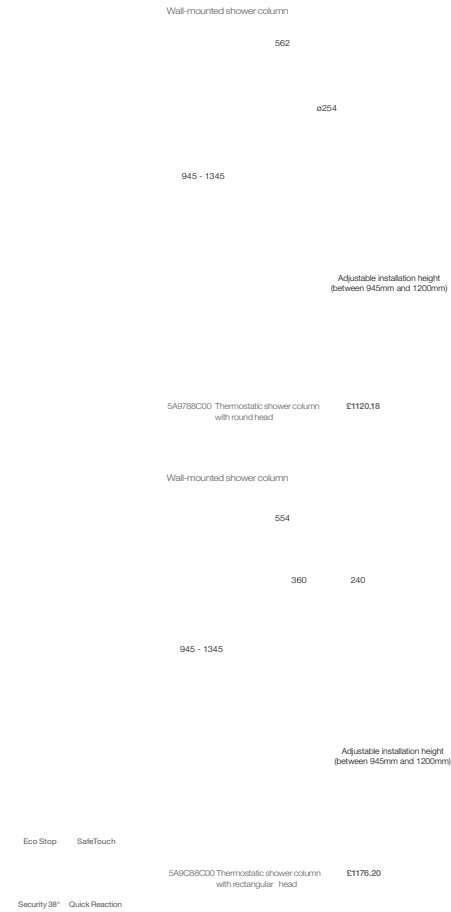 Wall-mounted shower column
562
ø254
945 - 1345
Adjustable installation height
(between 945mm and 1200mm)
5A9788C00 Thermostatic shower column £1120.18
with round head
Wall-mounted shower column
554
360 240
945 - 1345
Adjustable installation height
(between 945mm and 1200mm)
Eco Stop SafeTouch
5A9C88C00 Thermostatic shower column £1176.20
with rectangular head
Security 38° Quick Reaction